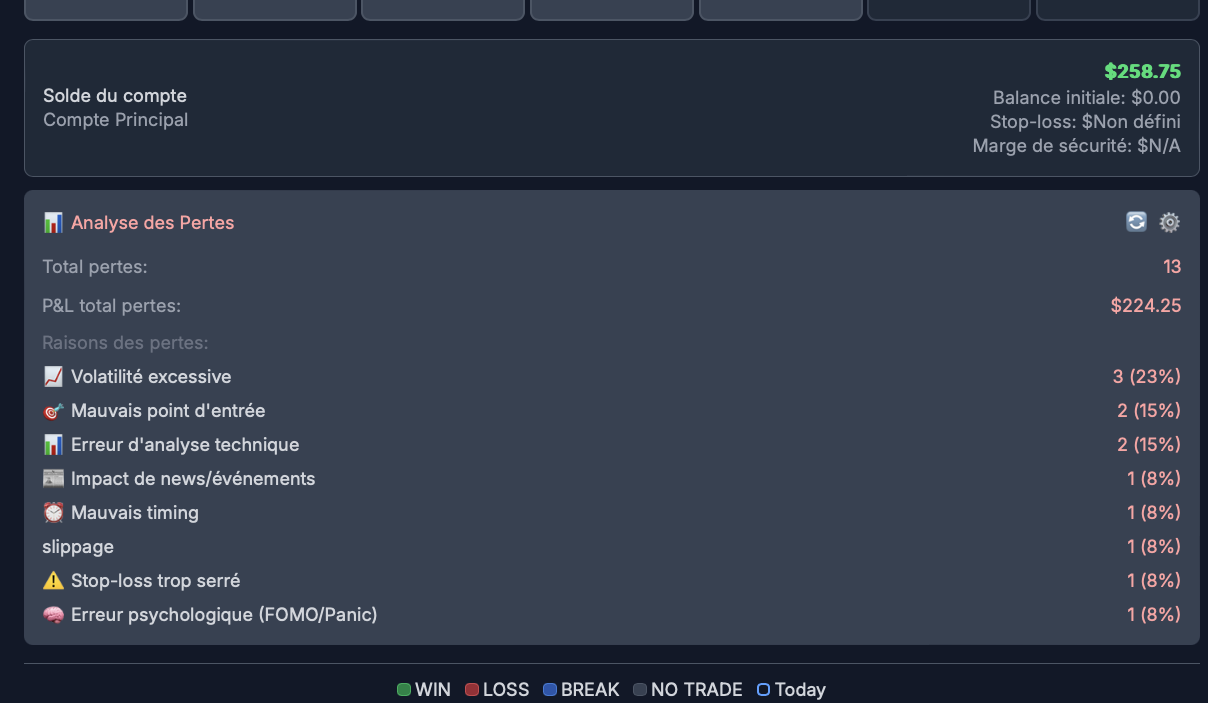 $258.75
Solde du compte
Balance initiale: $0.00
Compte Principal
Stop-loss: $Non défini
Marge de sécurité: $N/A
Analyse des Pertes
Total pertes: 13
P&L total pertes: $224.25
Raisons des pertes:
Volatilité excessive 3 (23%)
Mauvais point d'entrée 2 (15%)
Erreur d'analyse technique 2 (15%)
Impact de news/événements 1 (8%)
Mauvais timing 1 (8%)
slippage 1 (8%)
Stop-loss trop serré 1 (8%)
Erreur psychologique (FOMO/Panic) 1 (8%)
WIN LOSS BREAK NO TRADE Today